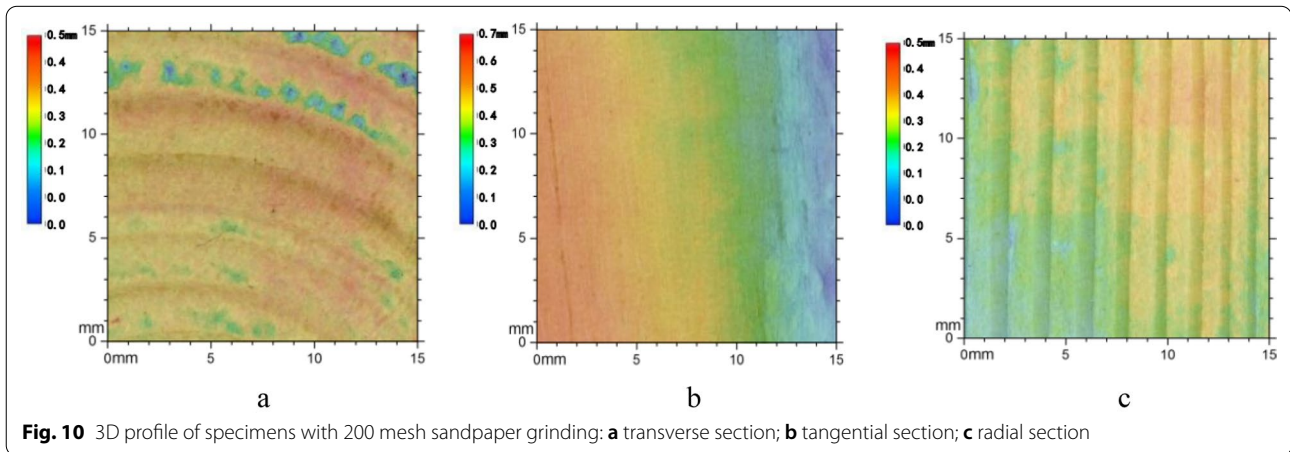 0.5mm
0.4
0.3
0.2
0.1
0.0
0.0
15
10
5
mm
0
0mm 5 10 15
a
0.7mm
0.6
0.5
0.4
0.3
0.2
0.1
0.0
15
10
5
mm
0
0mm 5 10 15
b
0.5mm
0.4
0.3
0.2
0.1
0.0
0.0
15
10
5
mm
0
0mm 5 10 15
c
Fig. 10 3D profile of specimens with 200 mesh sandpaper grinding: a transverse section; b tangential section; c radial section